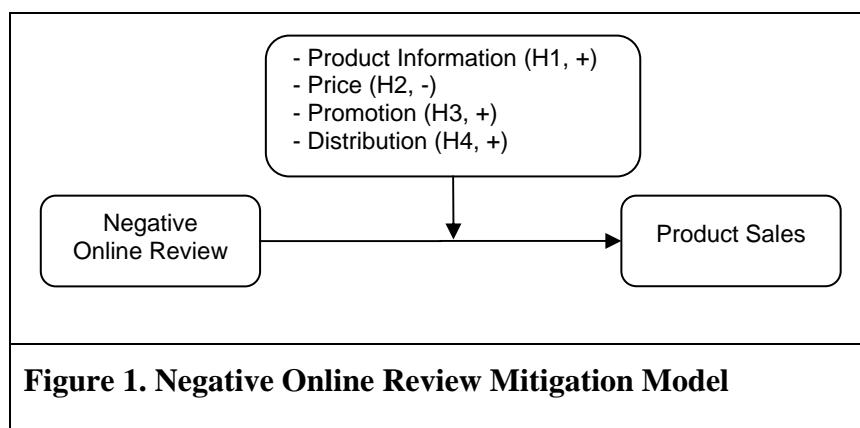 - Product Information (H1, +)
- Price (H2, -)
- Promotion (H3, +)
- Distribution (H4, +)
Negative
Online Review
Product Sales
Figure 1. Negative Online Review Mitigation Model